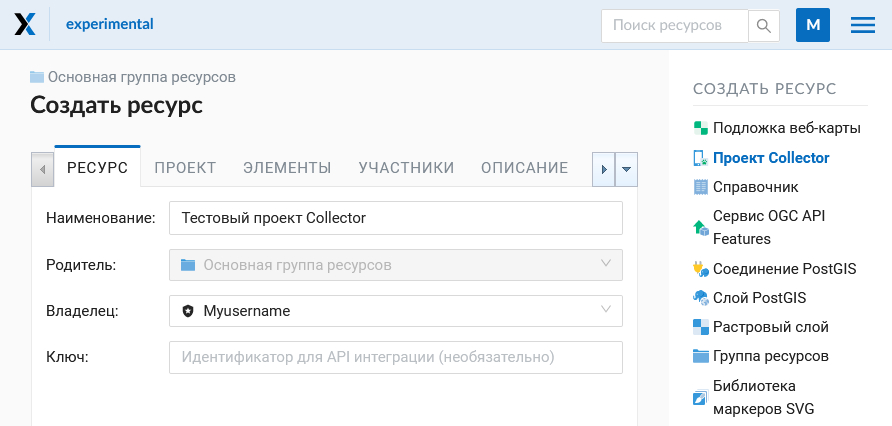 experimental
Поиск ресурсов
M
Основная группа ресурсов
Создать ресурс
РЕСУРС ПРОЕКТ ЭЛЕМЕНТЫ УЧАСТНИКИ ОПИСАНИЕ
Наименование: Тестовый проект Collector
Родитель: Основная группа ресурсов
Владелец: Myusername
Ключ: Идентификатор для API интеграции (необязательно)
СОЗДАТЬ РЕСУРС
Подложка веб-карты
Проект Collector
Справочник
Сервис OGC API
Features
Соединение PostGIS
Слой PostGIS
Растровый слой
Группа ресурсов
Библиотека
маркеров SVG